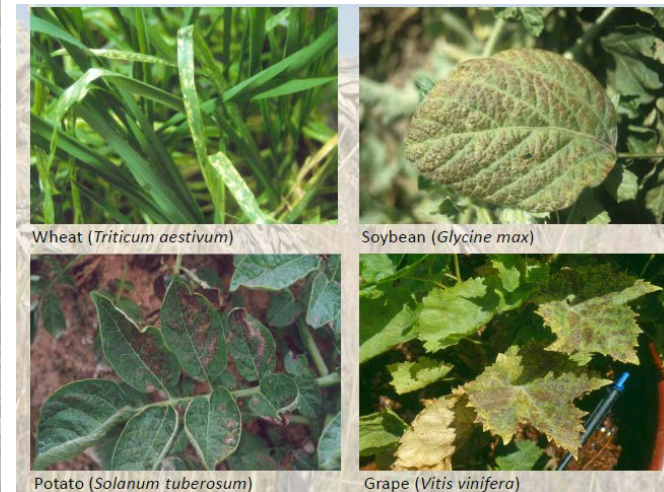 Wheat (Triticum aestivum)
Soybean (Glycine max)
Potato (Solanum tuberosum)
Grape (Vitis vinifera)